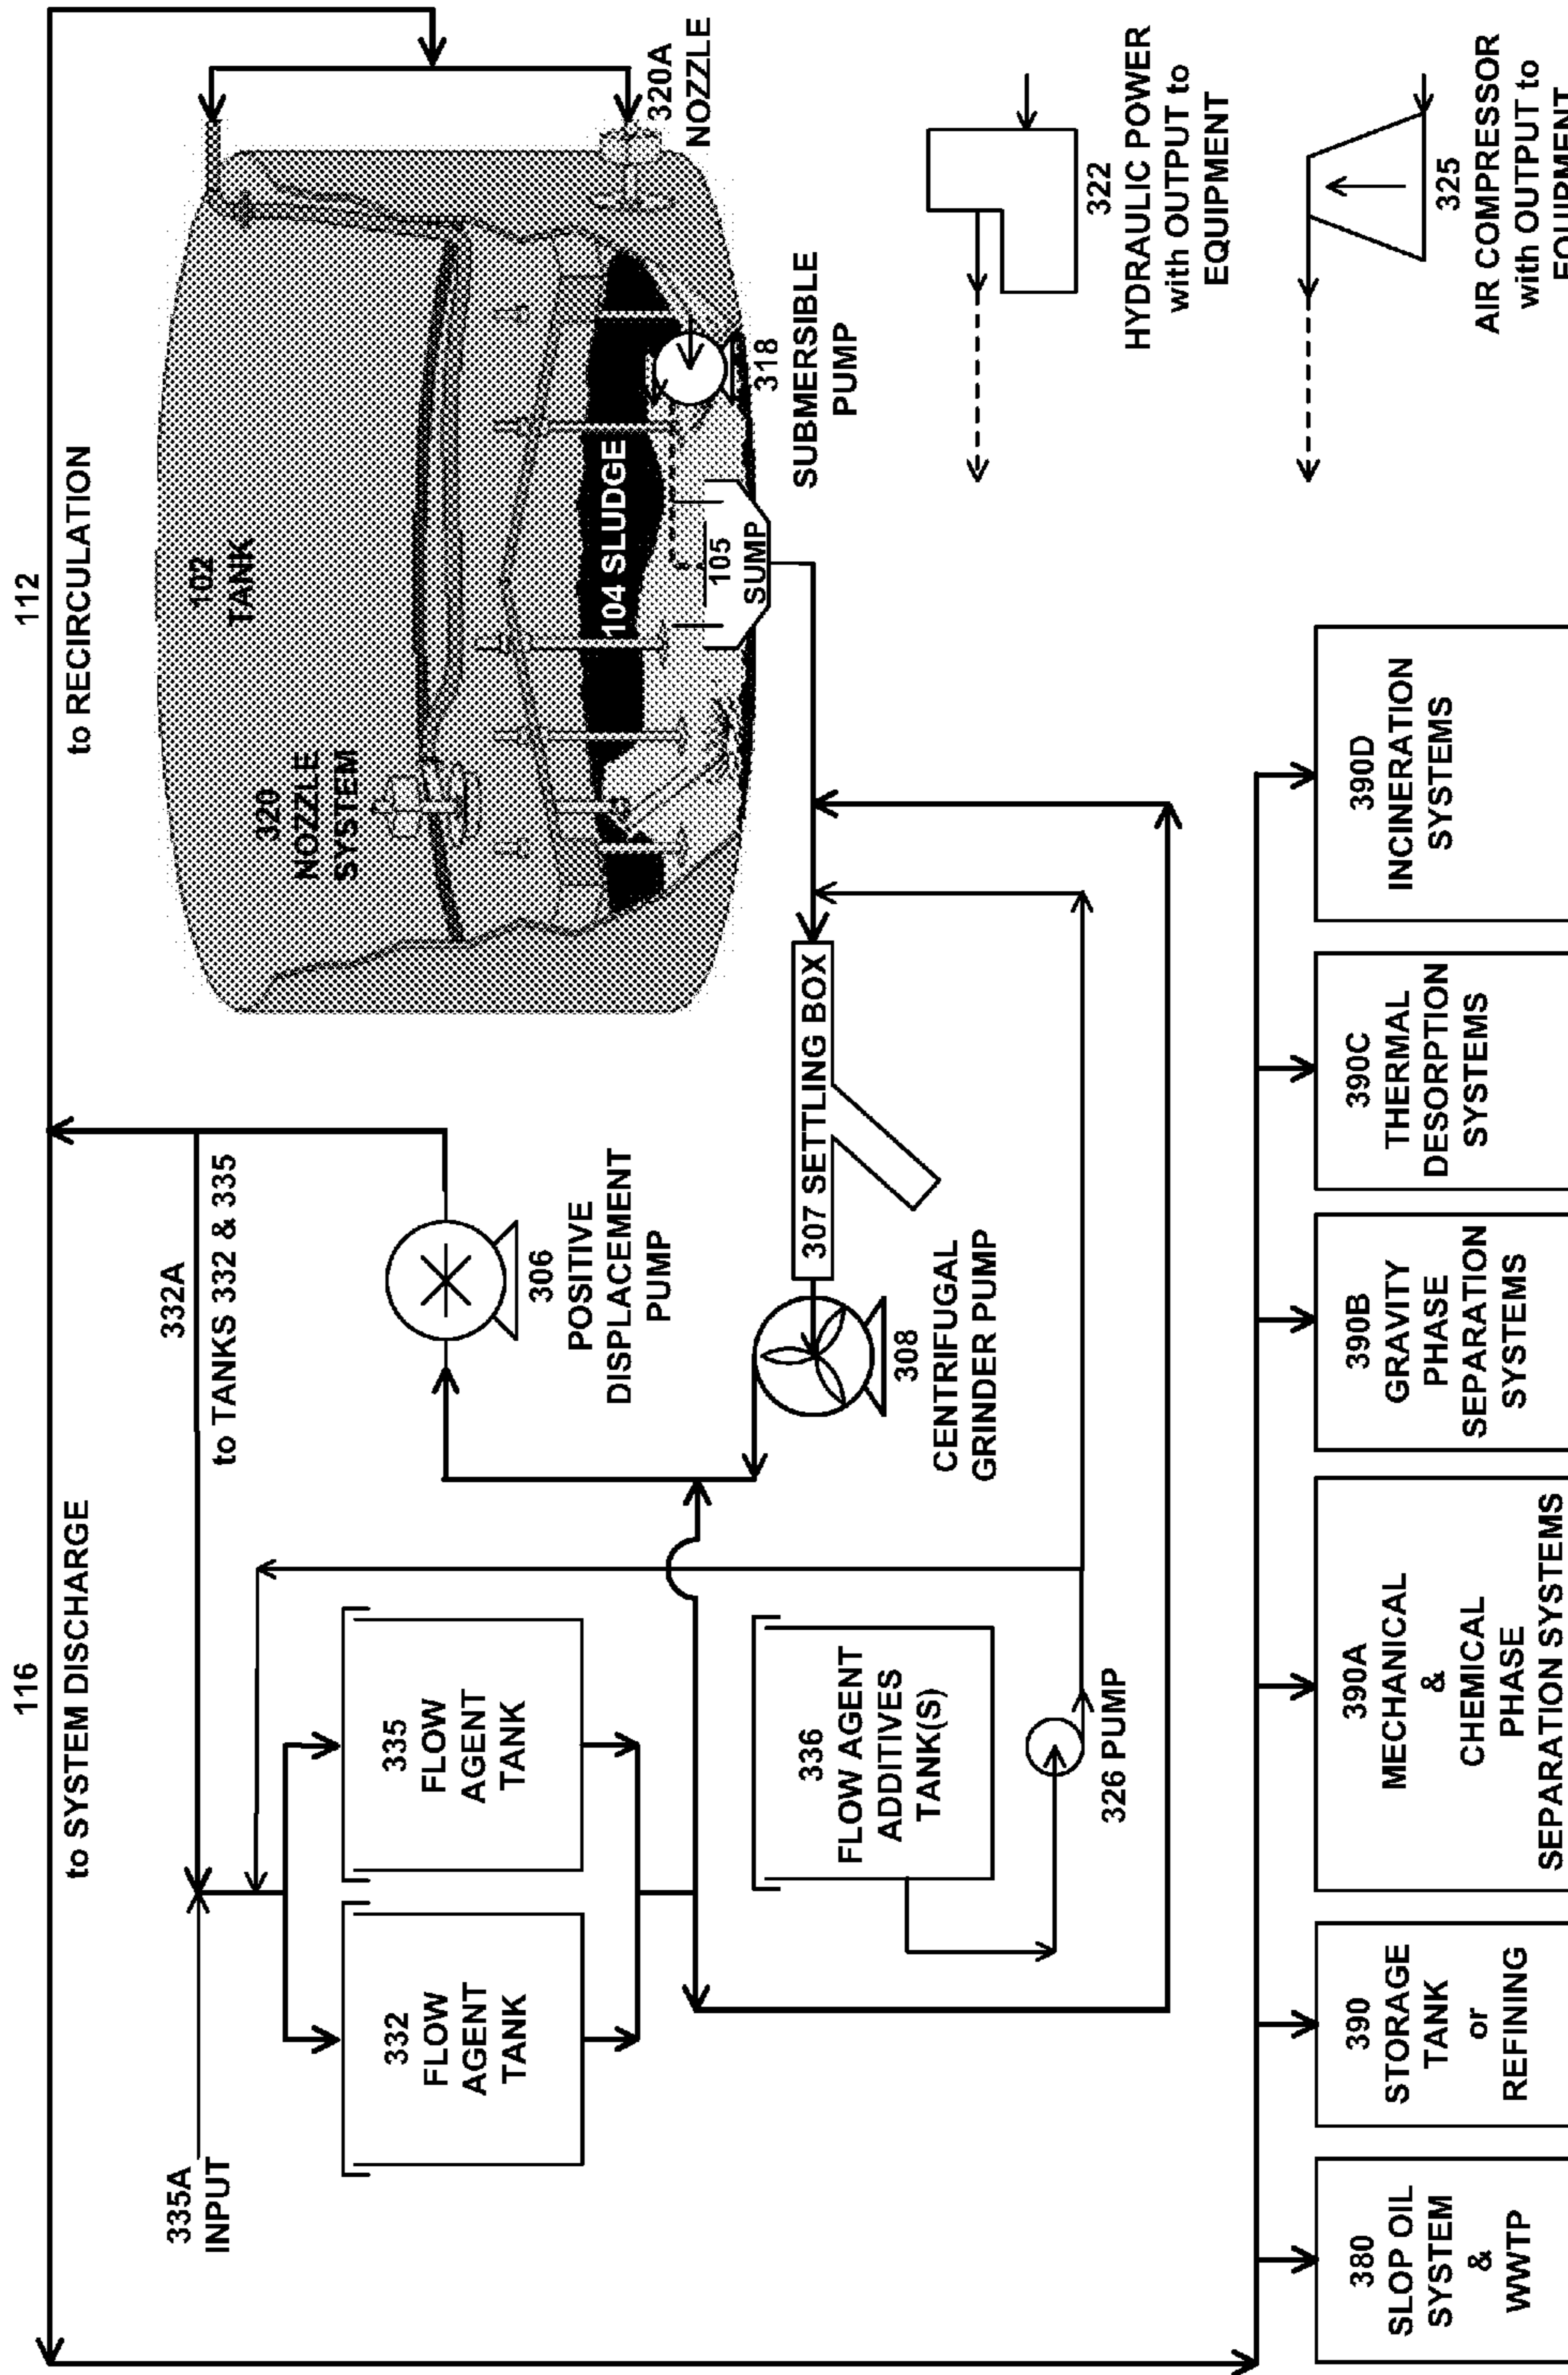 116
to SYSTEM DISCHARGE
112
to RECIRCULATION
335A
INPUT
332A
to TANKS 332 & 335
332
FLOW
AGENT
TANK
335
FLOW
AGENT
TANK
306
POSITIVE
DISPLACEMENT
PUMP
102
TANK
320
NOZZLE
SYSTEM
104 SLUDGE
105
SUMP
320A
NOZZLE
318
SUBMERSIBLE
PUMP
336
FLOW AGENT
ADDITIVES
TANK(S)
326 PUMP
308
CENTRIFUGAL
GRINDER PUMP
307 SETTLING BOX
322
HYDRAULIC POWER
with OUTPUT to
EQUIPMENT
325
AIR COMPRESSOR
with OUTPUT to
EQUIPMENT
380
SLOP OIL
SYSTEM
&
WWTP
390
STORAGE
TANK
or
REFINING
390A
MECHANICAL
&
CHEMICAL
PHASE
SEPARATION SYSTEMS
390B
GRAVITY
PHASE
SEPARATION
SYSTEMS
390C
THERMAL
DESORPTION
SYSTEMS
390D
INCINERATION
SYSTEMS